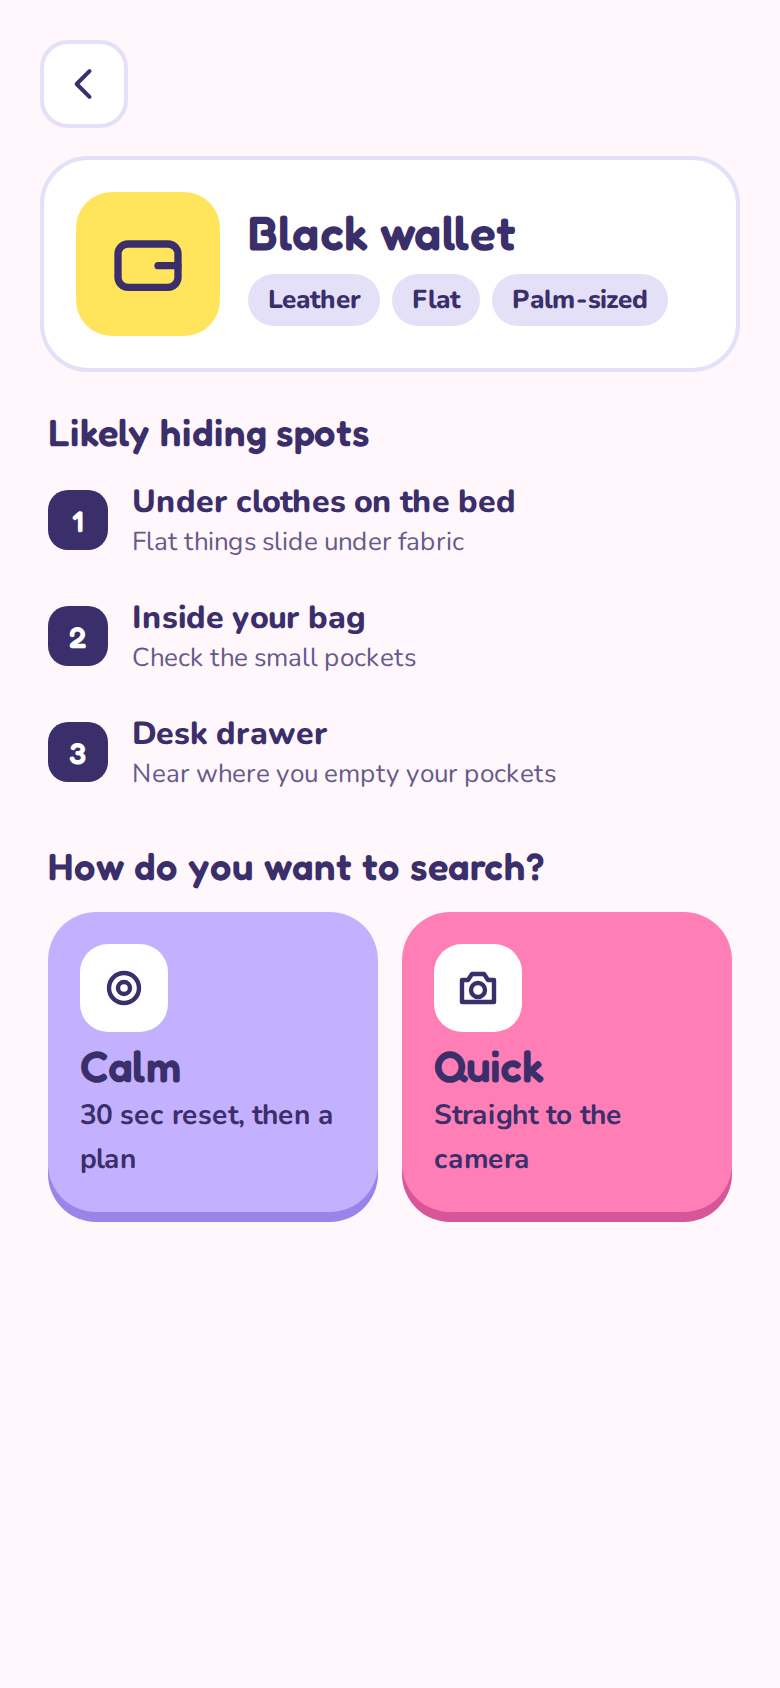 Black wallet
Leather Flat Palm-sized
Likely hiding spots
1 Under clothes on the bed
Flat things slide under fabric
2 Inside your bag
Check the small pockets
3 Desk drawer
Near where you empty your pockets
How do you want to search?
Calm
30 sec reset, then a
plan
Quick
Straight to the
camera